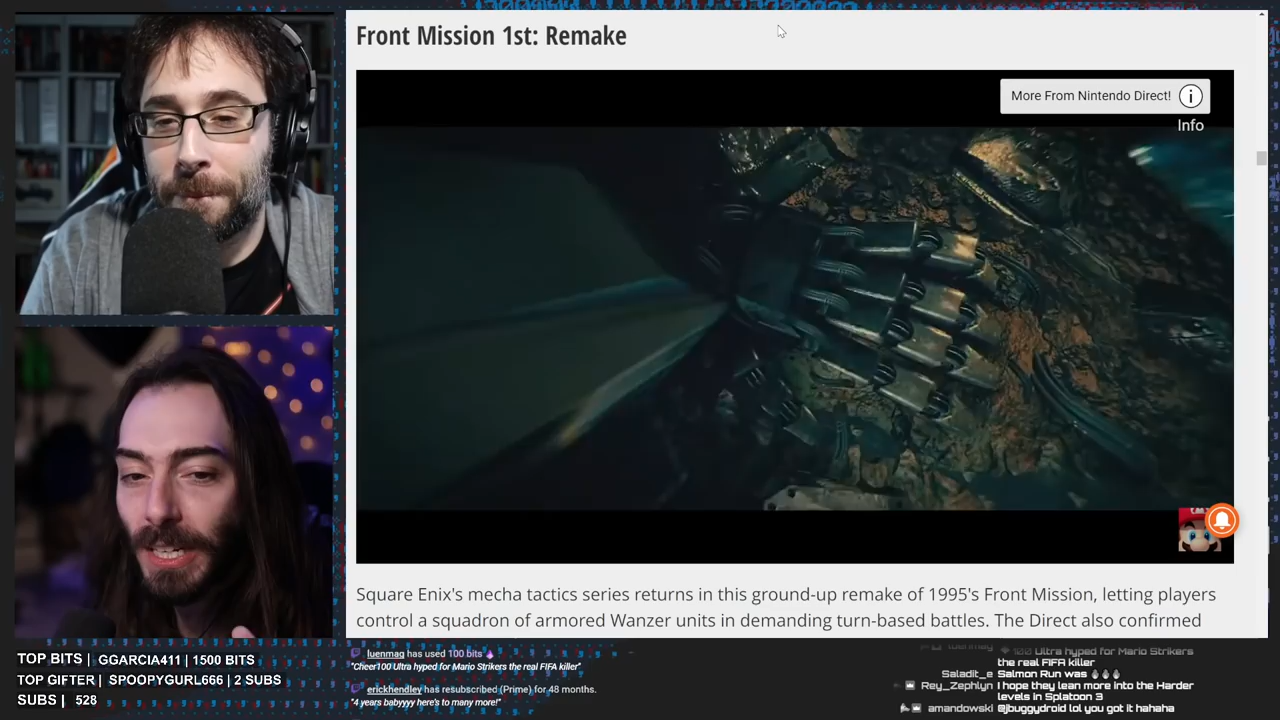 Front Mission 1st: Remake
More From Nintendo Direct!
Info
Square Enix's mecha tactics series returns in this ground-up remake of 1995's Front Mission, letting players
control a squadron of armored Wanzer units in demanding turn-based battles. The Direct also confirmed
TOP BITS | GGARCIA411 | 1500 BITS
TOP GIFTER | SPOOPYGURL666 | 2 SUBS
SUBS | 528
luenmag has used 100 bits
"Cheer100 Ultra hyped for Mario Strikers the real FIFA killer"
erickhendley has resubscribed (Prime) for 48 months.
"4 years babyyyy here's to many more!"
100 Ultra hyped for Mario Strikers
the real FIFA killer
Saladit_e Salmon Run was
Rey_Zephlyn I hope they lean more into the Harder
levels in Splatoon 3
amandowski @jbuggydroid lol you got it hahaha